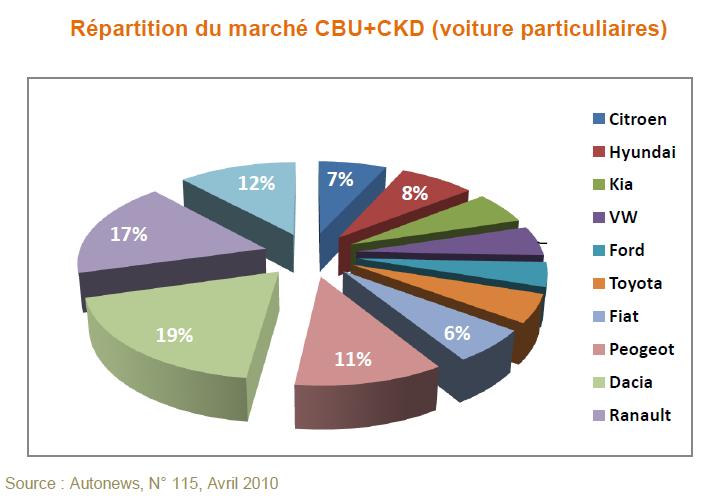 Répartition du marché CBU+CKD (voiture particuliaires)
Citroen
Hyundai
Kia
VW
Ford
Toyota
Fiat
Peogeot
Dacia
Ranault
7%
8%
6%
11%
19%
17%
12%
Source : Autonews, N° 115, Avril 2010